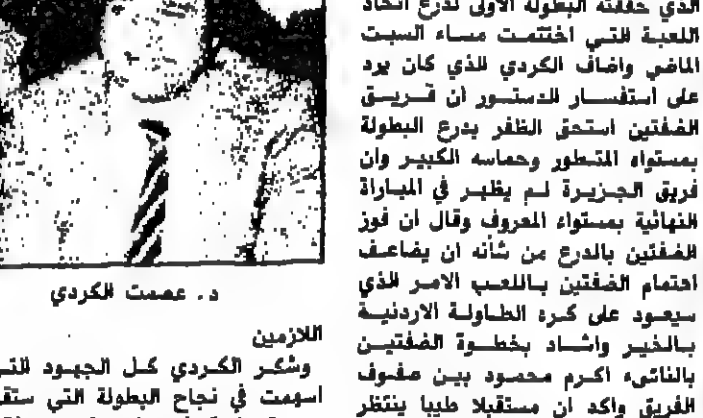 الذي حققته البطولة الاولى لدرع اتحاد
اللعبة التي اختتمت مساء السبت
الماضي واضاف الكردي الذي كان يرد
على استفسار للدستور ان فريق
الضفتين استحق الظفر بدرع البطولة
بمستواه المتطور وحماسه الكبير وان
فريق الجزيرة لم يظهر في المباراة
النهائية بمستواه المعروف وقال ان فوز
الضفتين بالدرع من شأنه ان يضاعف
اهتمام الضفتين باللعب الامر الذي
سيعود على كرة الطاولة الاردنية
بالخير واشاد بخطوة الضفتين
بالناشىء اكرم محمود بين صفوف
الفريق واكد ان مستقبلا طيبا ينتظر
د. عصمت الكردي
اللازمين
وشكر الكردي كل الجهود التي
اسهمت في نجاح البطولة التي